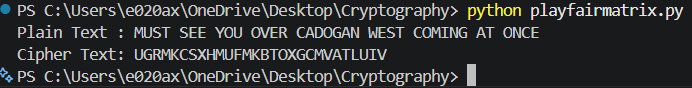 PS C:\Users\e020ax\OneDrive\Desktop\Cryptography> python playfairmatrix.py
Plain Text : MUST SEE YOU OVER CADOGAN WEST COMING AT ONCE
Cipher Text: UGRMKCSXHMUFMKBTOXGCMVATLUIV
PS C:\Users\e020ax\OneDrive\Desktop\Cryptography>